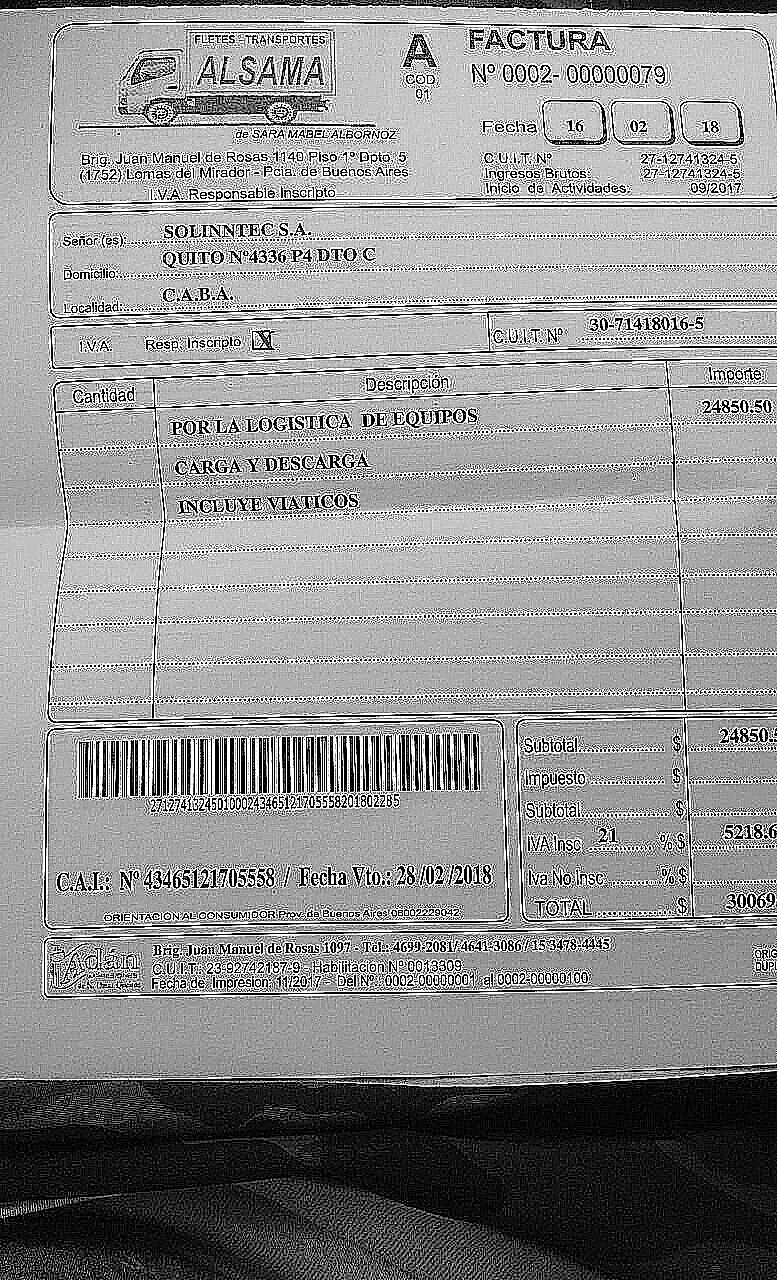 FLETES - TRANSPORTES
ALSAMA
de SARA MABEL ALBORNOZ
Brig. Juan Manuel de Rosas 1140 Piso 1º Dpto. 5
(1752) Lomas del Mirador - Pcia. de Buenos Aires
I.V.A. Responsable Inscripto
A
COD
01
FACTURA
Nº 0002- 00000079
Fecha 16 02 18
C.U.I.T. Nº 27-12741324-5
Ingresos Brutos: 27-12741324-5
Inicio de Actividades: 09/2017
Señor (es): SOLINNTEC S.A.
Domicilio: QUITO Nº4336 P4 DTO C
Localidad: C.A.B.A.
I.V.A. Resp. Inscripto X C.U.I.T. Nº 30-71418016-5
Cantidad Descripción Importe
POR LA LOGISTICA DE EQUIPOS 24850.50
CARGA Y DESCARGA
INCLUYE VIATICOS
Subtotal $ 24850.5
Impuesto $
Subtotal $
IVA Insc. 21 % $ 5218.6
Iva No Insc. % $
TOTAL $ 30069
C.A.I.: Nº 43465121705558 / Fecha Vto.: 28 /02 /2018
ORIENTACION AL CONSUMIDOR Prov. de Buenos Aires 08002229042
Adán
Brig. Juan Manuel de Rosas 1097 - Tel.: 4699-2081/ 4641-3086 / 15 3478-4445
C.U.I.T.: 23-92742187-9 - Habilitación Nº 0013309
Fecha de Impresión: 11/2017 - Del Nº: 0002-00000001 al 0002-00000100
ORIG
DUPL